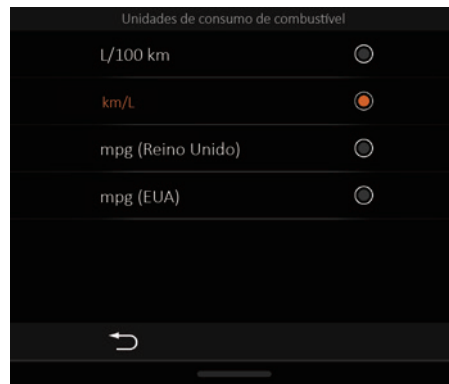 Unidades de consumo de combustível
L/100 km
km/L
mpg (Reino Unido)
mpg (EUA)